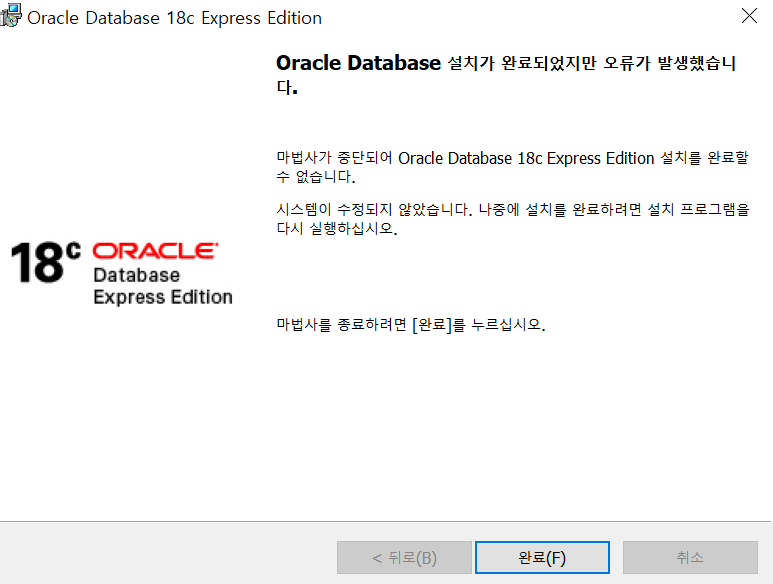 Oracle Database 18c Express Edition
Oracle Database 설치가 완료되었지만 오류가 발생했습니
다.
마법사가 중단되어 Oracle Database 18c Express Edition 설치를 완료할
수 없습니다.
시스템이 수정되지 않았습니다. 나중에 설치를 완료하려면 설치 프로그램을
다시 실행하십시오.
18c ORACLE
Database
Express Edition
마법사를 종료하려면 [완료]를 누르십시오.
< 뒤로(B) 완료(F) 취소